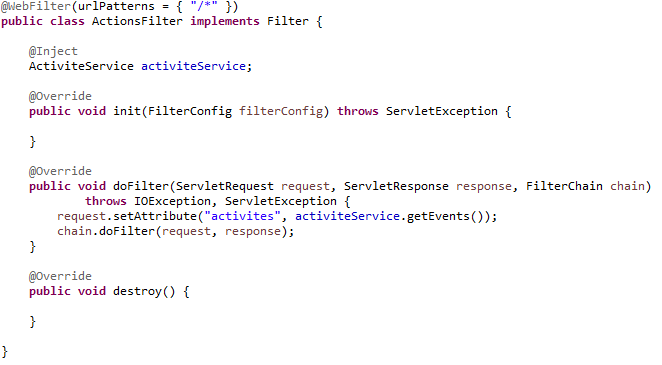 @WebFilter(urlPatterns = { "/*" })
public class ActionsFilter implements Filter {
@Inject
ActiviteService activiteService;
@Override
public void init(FilterConfig filterConfig) throws ServletException {
}
@Override
public void doFilter(ServletRequest request, ServletResponse response, FilterChain chain)
throws IOException, ServletException {
request.setAttribute("activites", activiteService.getEvents());
chain.doFilter(request, response);
}
@Override
public void destroy() {
}
}